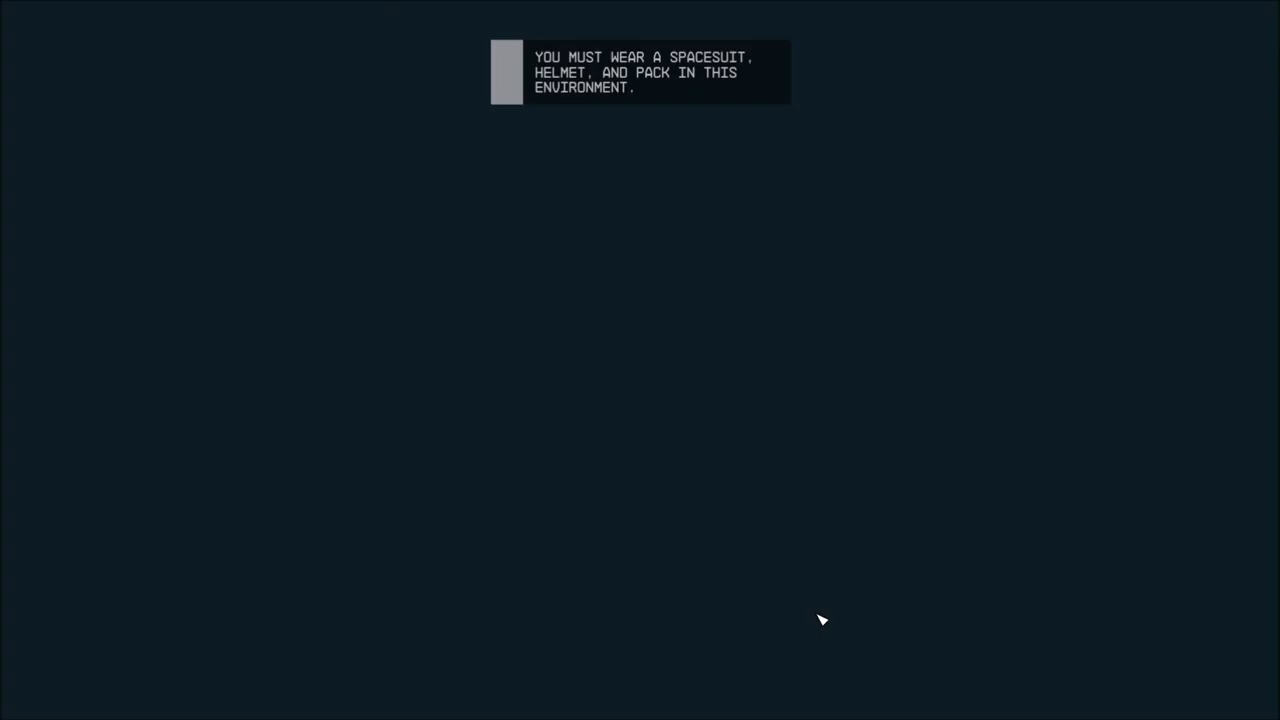 YOU MUST WEAR A SPACESUIT,
HELMET, AND PACK IN THIS
ENVIRONMENT.